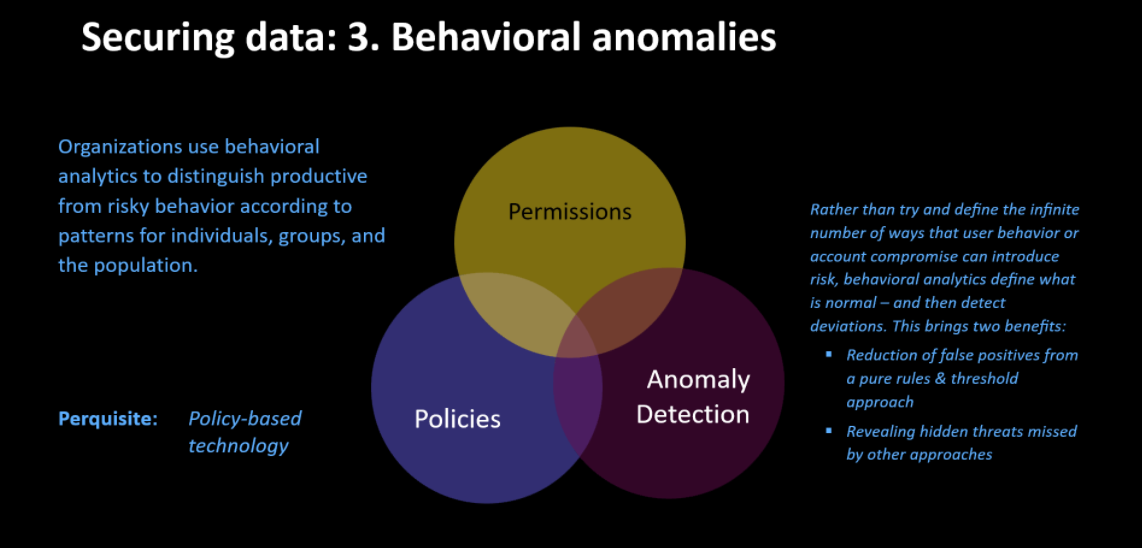 Securing data: 3. Behavioral anomalies
Organizations use behavioral
analytics to distinguish productive
from risky behavior according to
patterns for individuals, groups, and
the population.
Perquisite: Policy-based
technology
Permissions
Policies
Anomaly
Detection
Rather than try and define the infinite
number of ways that user behavior or
account compromise can introduce
risk, behavioral analytics define what
is normal – and then detect
deviations. This brings two benefits:
▪ Reduction of false positives from
a pure rules & threshold
approach
▪ Revealing hidden threats missed
by other approaches